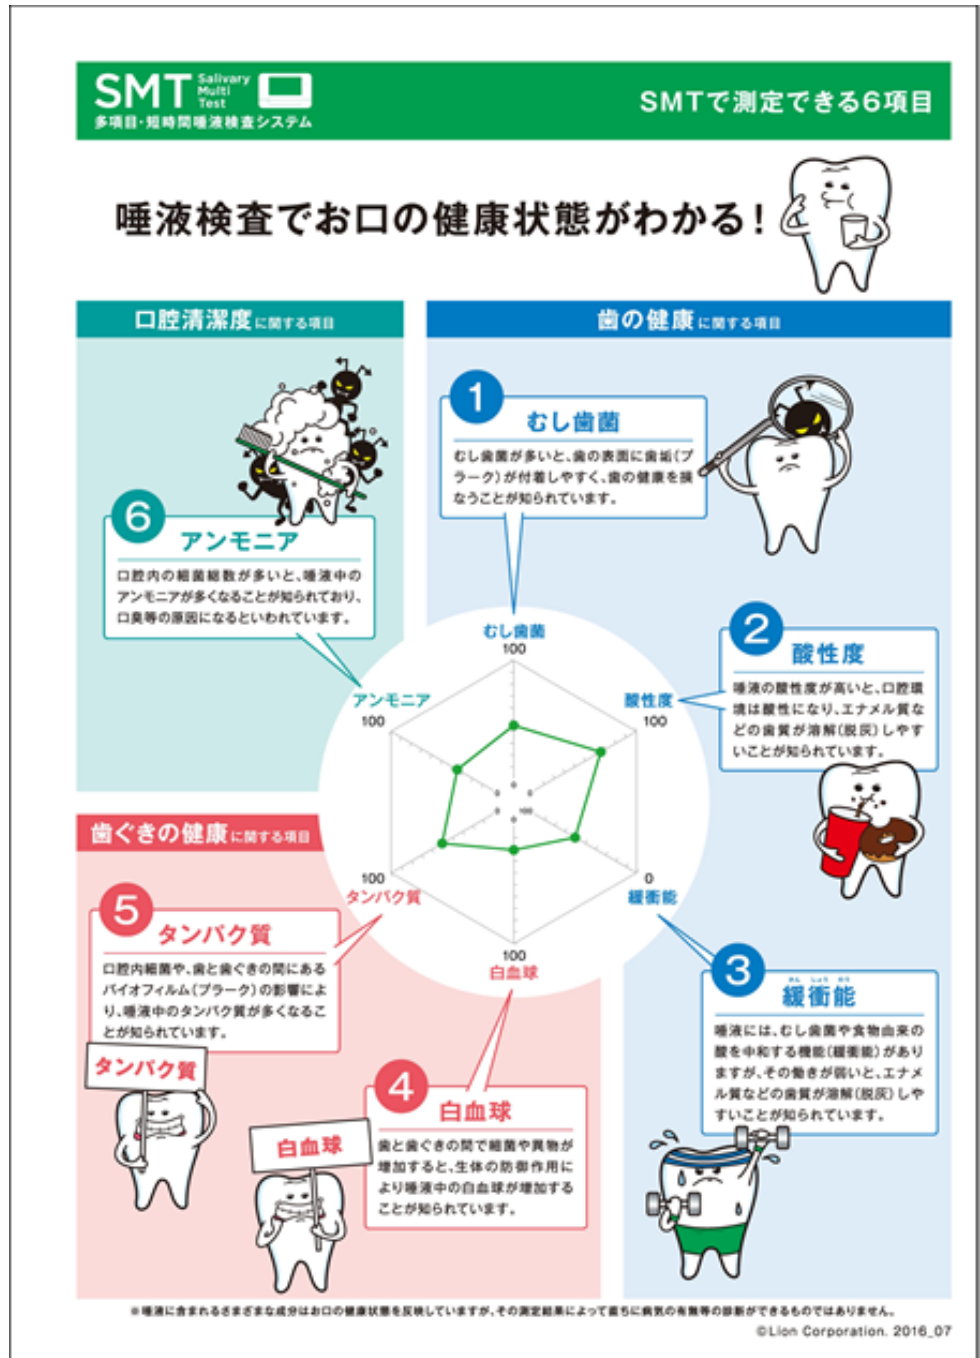 SMT Salivary Multi Test
多項目・短時間唾液検査システム
SMTで測定できる6項目
唾液検査でお口の健康状態がわかる！
口腔清潔度に関する項目
歯の健康に関する項目
1
むし歯菌
むし歯菌が多いと、歯の表面に歯垢（プ
ラーク）が付着しやすく、歯の健康を損
なうことが知られています。
6
アンモニア
口腔内の細菌総数が多いと、唾液中の
アンモニアが多くなることが知られており、
口臭等の原因になるといわれています。
2
酸性度
唾液の酸性度が高いと、口腔環
境は酸性になり、エナメル質な
どの歯質が溶解（脱灰）しやす
いことが知られています。
むし歯菌
100
アンモニア
100
酸性度
100
0
0
0
0
100
0
100
タンパク質
0
緩衝能
100
白血球
歯ぐきの健康に関する項目
5
タンパク質
口腔内細菌や、歯と歯ぐきの間にある
バイオフィルム（プラーク）の影響によ
り、唾液中のタンパク質が多くなるこ
とが知られています。
タンパク質
4
白血球
歯と歯ぐきの間で細菌や異物が
増加すると、生体の防御作用に
より唾液中の白血球が増加する
ことが知られています。
白血球
3
かん しょう のう
緩衝能
唾液には、むし歯菌や食物由来の
酸を中和する機能（緩衝能）があり
ますが、その働きが弱いと、エナメ
ル質などの歯質が溶解（脱灰）しや
すいことが知られています。
※唾液に含まれるさまざまな成分はお口の健康状態を反映していますが、その測定結果によって直ちに病気の有無等の診断ができるものではありません。
©Lion Corporation. 2016_07